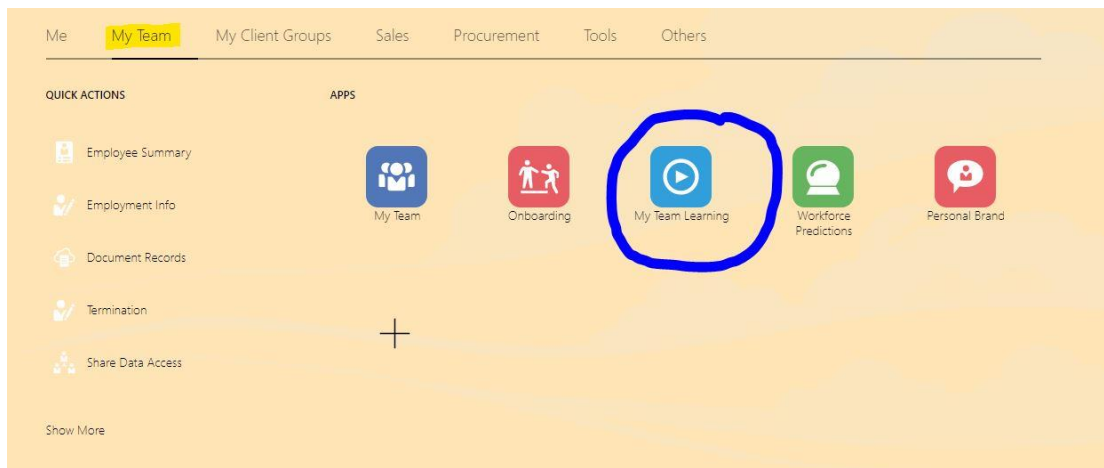 Me My Team My Client Groups Sales Procurement Tools Others
QUICK ACTIONS
Employee Summary
Employment Info
Document Records
Termination
Share Data Access
Show More
APPS
My Team
Onboarding
My Team Learning
Workforce
Predictions
Personal Brand